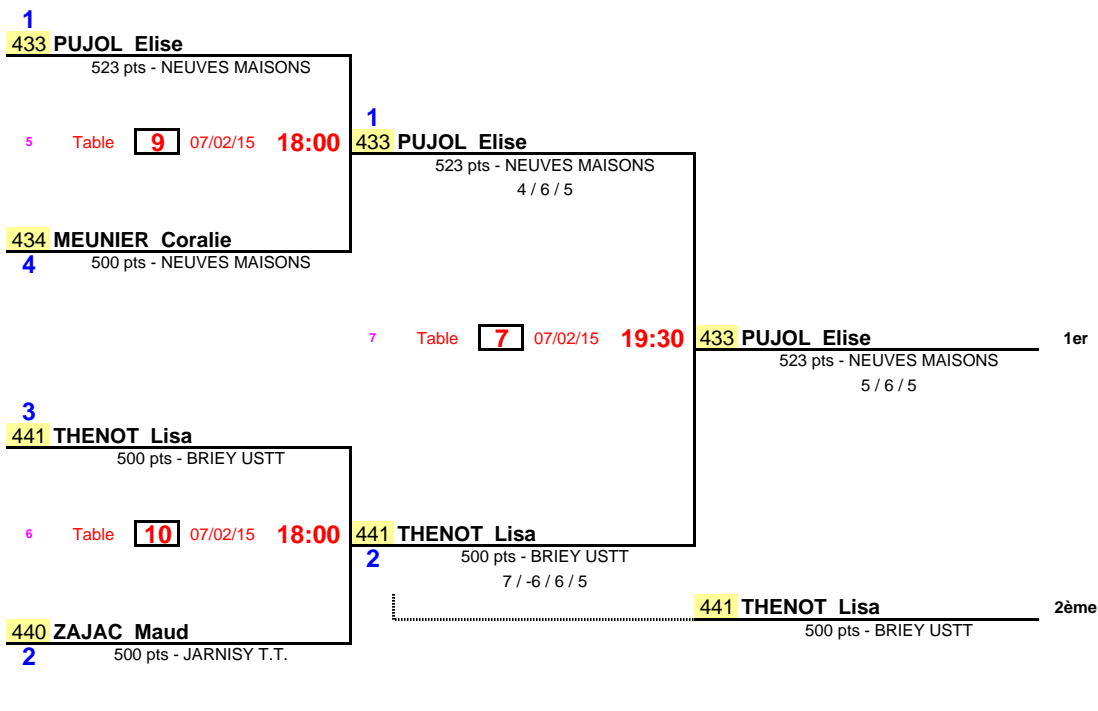 1
433 PUJOL Elise
523 pts - NEUVES MAISONS
5 Table 9 07/02/15 18:00
434 MEUNIER Coralie
4
500 pts - NEUVES MAISONS
1
433 PUJOL Elise
523 pts - NEUVES MAISONS
4 / 6 / 5
7 Table 7 07/02/15 19:30
433 PUJOL Elise 1er
523 pts - NEUVES MAISONS
5 / 6 / 5
3
441 THENOT Lisa
500 pts - BRIEY USTT
6 Table 10 07/02/15 18:00
440 ZAJAC Maud
2
500 pts - JARNISY T.T.
441 THENOT Lisa
2
500 pts - BRIEY USTT
7 / -6 / 6 / 5
441 THENOT Lisa 2ème
500 pts - BRIEY USTT